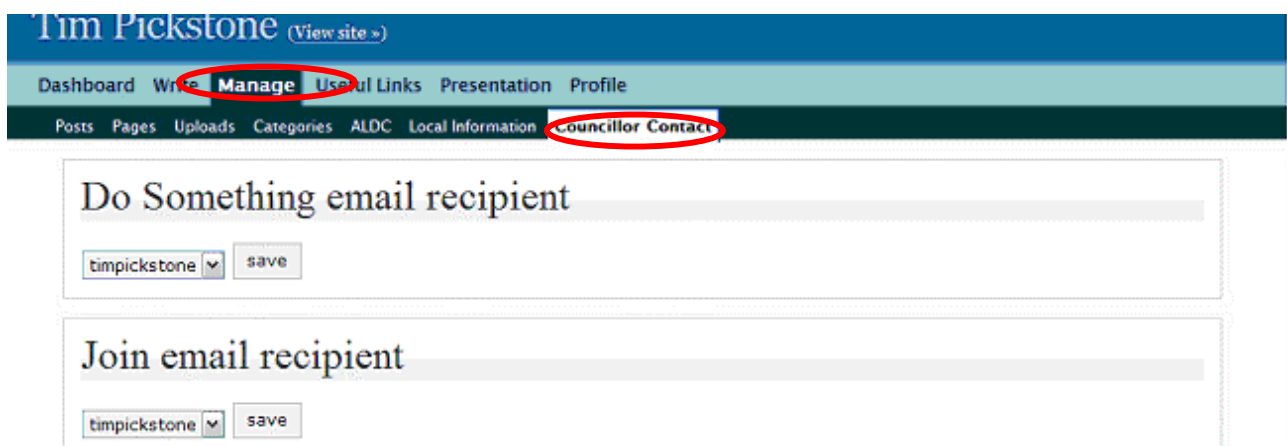 Tim Pickstone (View site »)
Dashboard Write Manage Useful Links Presentation Profile
Posts Pages Uploads Categories ALDC Local Information Councillor Contact
Do Something email recipient
timpickstone save
Join email recipient
timpickstone save